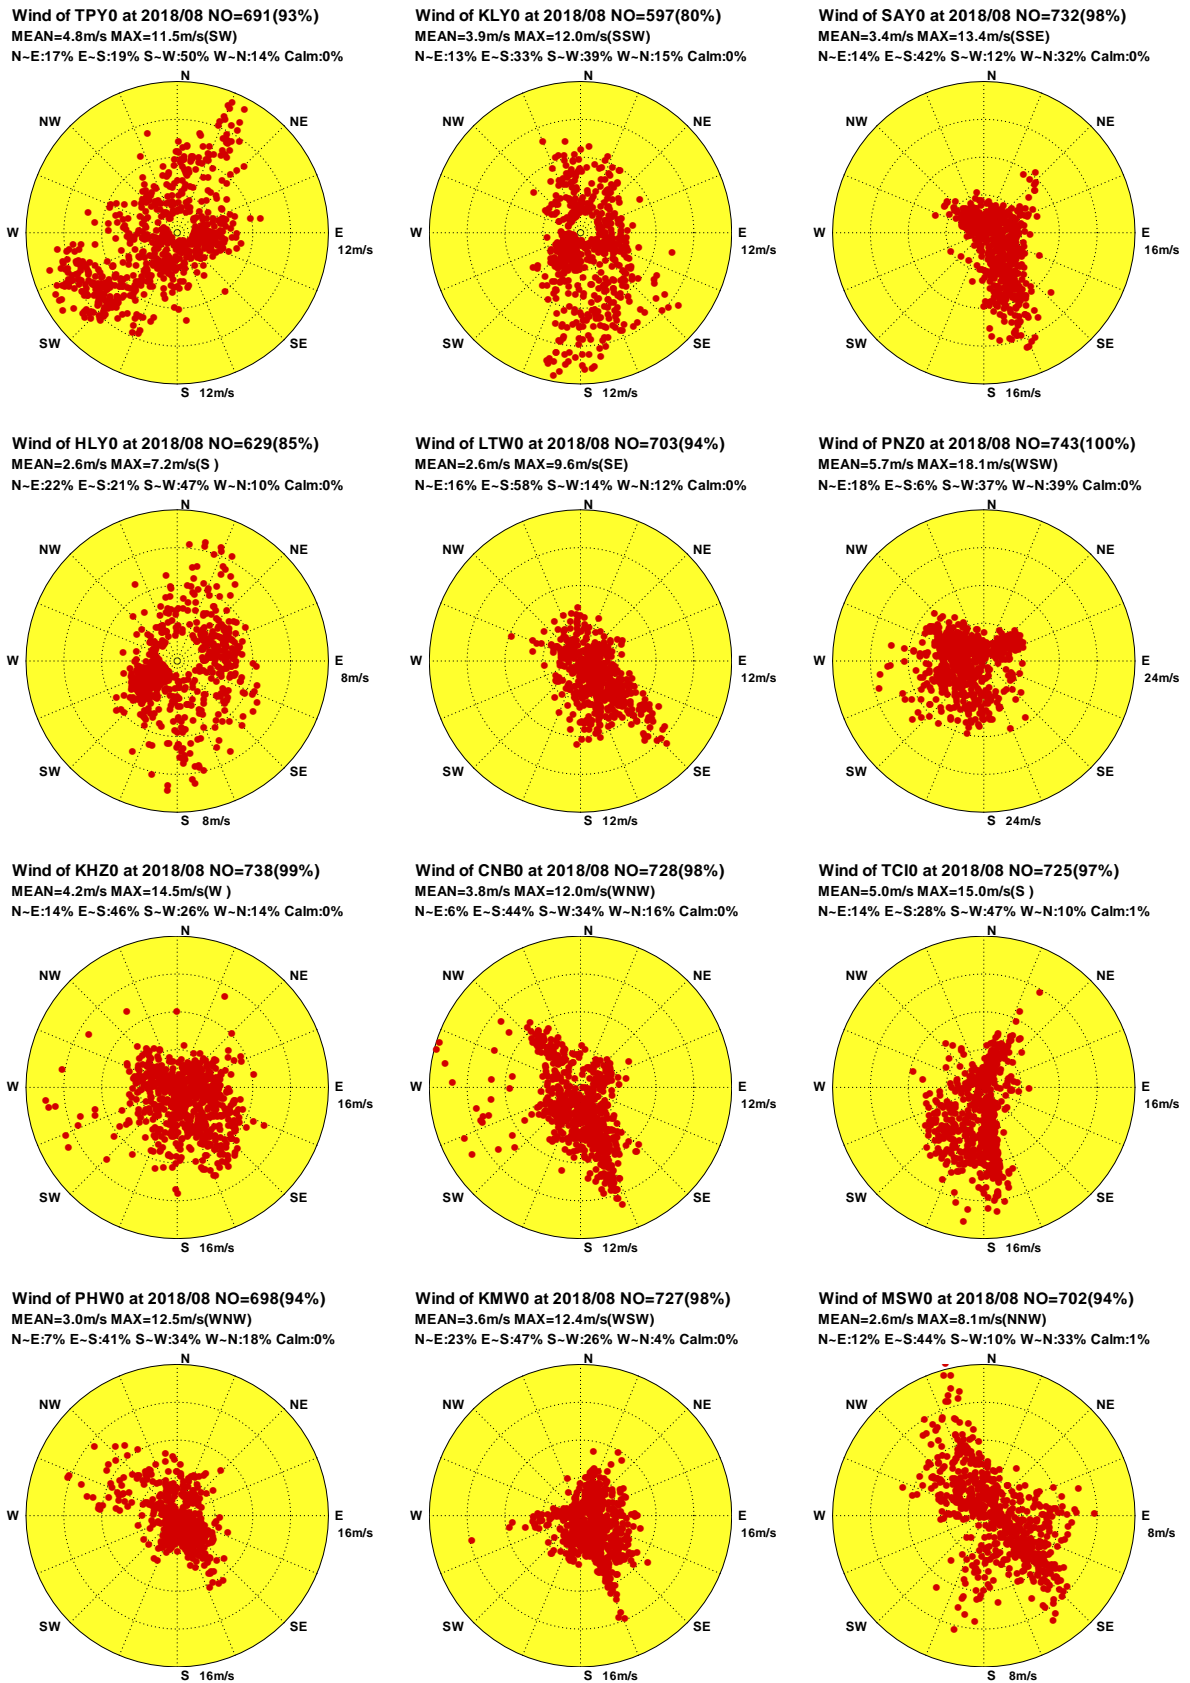 Wind of TPY0 at 2018/08 NO=691(93%)
MEAN=4.8m/s MAX=11.5m/s(SW)
N~E:17% E~S:19% S~W:50% W~N:14% Calm:0%
N
NW
NE
W
E
12m/s
SW
SE
S 12m/s
Wind of KLY0 at 2018/08 NO=597(80%)
MEAN=3.9m/s MAX=12.0m/s(SSW)
N~E:13% E~S:33% S~W:39% W~N:15% Calm:0%
N
NW
NE
W
E
12m/s
SW
SE
S 12m/s
Wind of SAY0 at 2018/08 NO=732(98%)
MEAN=3.4m/s MAX=13.4m/s(SSE)
N~E:14% E~S:42% S~W:12% W~N:32% Calm:0%
N
NW
NE
W
E
16m/s
SW
SE
S 16m/s
Wind of HLY0 at 2018/08 NO=629(85%)
MEAN=2.6m/s MAX=7.2m/s(S )
N~E:22% E~S:21% S~W:47% W~N:10% Calm:0%
N
NW
NE
W
E
8m/s
SW
SE
S 8m/s
Wind of LTW0 at 2018/08 NO=703(94%)
MEAN=2.6m/s MAX=9.6m/s(SE)
N~E:16% E~S:58% S~W:14% W~N:12% Calm:0%
N
NW
NE
W
E
12m/s
SW
SE
S 12m/s
Wind of PNZ0 at 2018/08 NO=743(100%)
MEAN=5.7m/s MAX=18.1m/s(WSW)
N~E:18% E~S:6% S~W:37% W~N:39% Calm:0%
N
NW
NE
W
E
24m/s
SW
SE
S 24m/s
Wind of KHZ0 at 2018/08 NO=738(99%)
MEAN=4.2m/s MAX=14.5m/s(W )
N~E:14% E~S:46% S~W:26% W~N:14% Calm:0%
N
NW
NE
W
E
16m/s
SW
SE
S 16m/s
Wind of CNB0 at 2018/08 NO=728(98%)
MEAN=3.8m/s MAX=12.0m/s(WNW)
N~E:6% E~S:44% S~W:34% W~N:16% Calm:0%
N
NW
NE
W
E
12m/s
SW
SE
S 12m/s
Wind of TCI0 at 2018/08 NO=725(97%)
MEAN=5.0m/s MAX=15.0m/s(S )
N~E:14% E~S:28% S~W:47% W~N:10% Calm:1%
N
NW
NE
W
E
16m/s
SW
SE
S 16m/s
Wind of PHW0 at 2018/08 NO=698(94%)
MEAN=3.0m/s MAX=12.5m/s(WNW)
N~E:7% E~S:41% S~W:34% W~N:18% Calm:0%
N
NW
NE
W
E
16m/s
SW
SE
S 16m/s
Wind of KMW0 at 2018/08 NO=727(98%)
MEAN=3.6m/s MAX=12.4m/s(WSW)
N~E:23% E~S:47% S~W:26% W~N:4% Calm:0%
N
NW
NE
W
E
16m/s
SW
SE
S 16m/s
Wind of MSW0 at 2018/08 NO=702(94%)
MEAN=2.6m/s MAX=8.1m/s(NNW)
N~E:12% E~S:44% S~W:10% W~N:33% Calm:1%
N
NW
NE
W
E
8m/s
SW
SE
S 8m/s